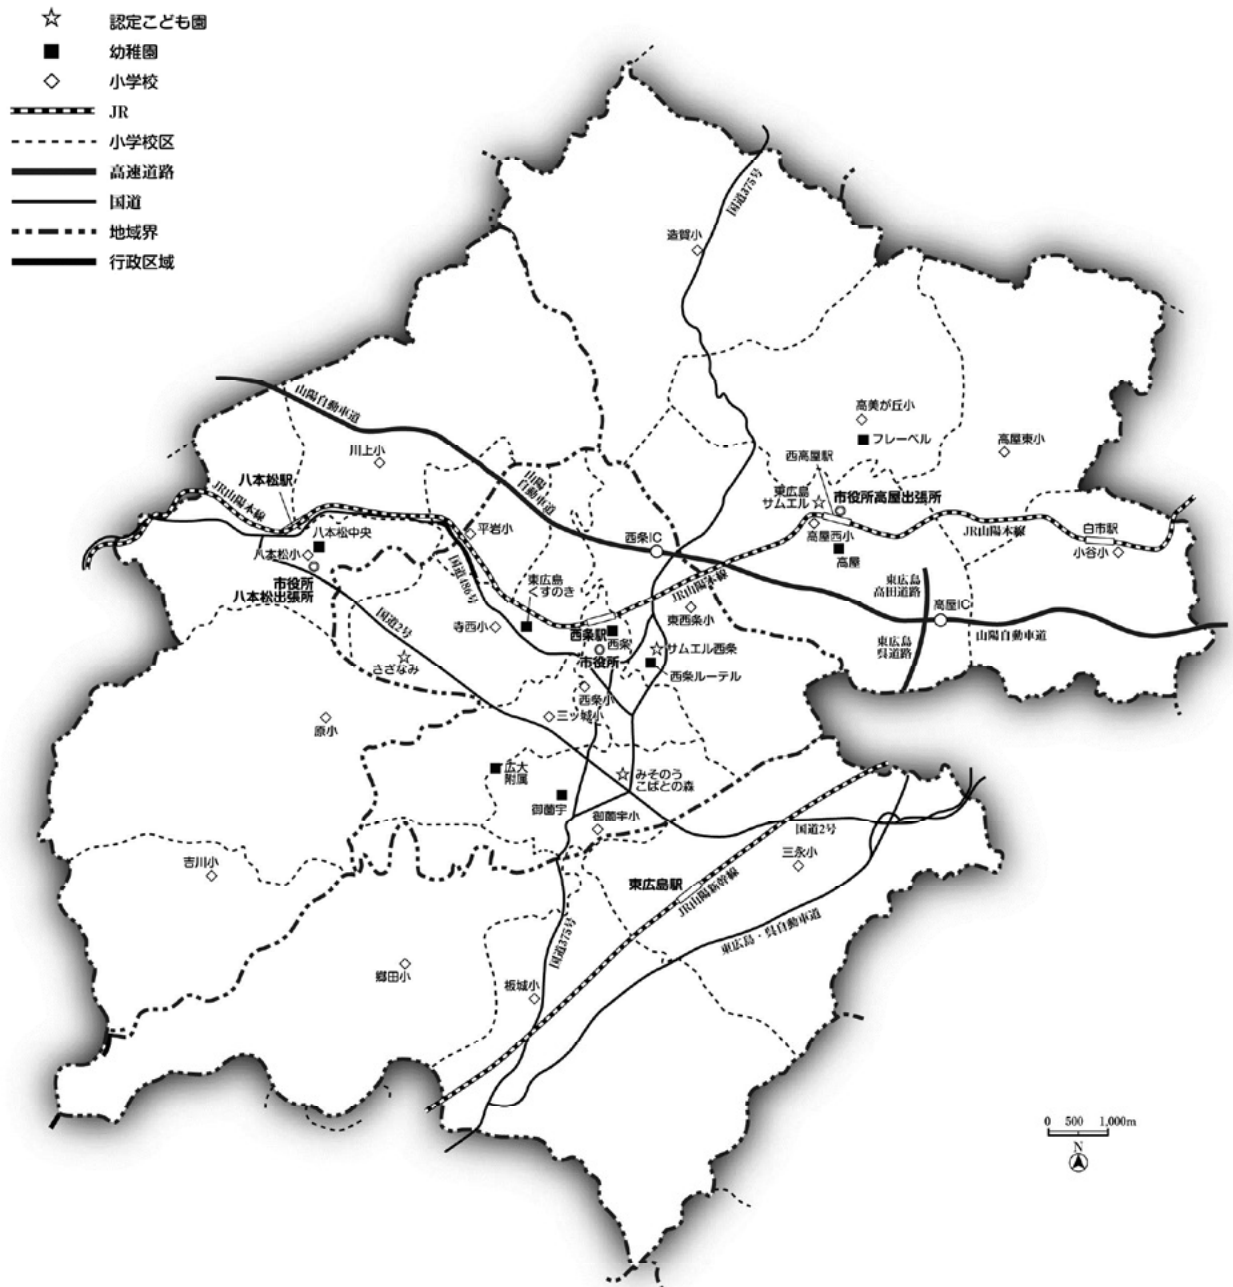 認定こども園
幼稚園
小学校
JR
小学校区
高速道路
国道
地域界
行政区域
国道375号
造賀小
山陽自動車道
川上小
八本松駅
JR山陽本線
八本松中央
八本松小
市役所
八本松出張所
平岩小
国道486号
山陽
自動車道
西条IC
高美が丘小
フレーベル
高屋東小
西高屋駅
東広島
サムエル
市役所高屋出張所
高屋西小
高屋
JR山陽本線
白市駅
小谷小
東広島
高田道路
高屋IC
山陽自動車道
東広島
呉道路
JR山陽本線
東西条小
東広島
くすのき
寺西小
西条駅
西条
市役所
サムエル西条
西条ルーテル
国道2号
さざなみ
原小
西条小
三ッ城小
広大
附属
みそのう
こばとの森
御薗宇
御薗宇小
国道2号
三永小
吉川小
東広島駅
JR山陽新幹線
東広島・呉自動車道
国道375号
郷田小
板城小
0 500 1,000m
N